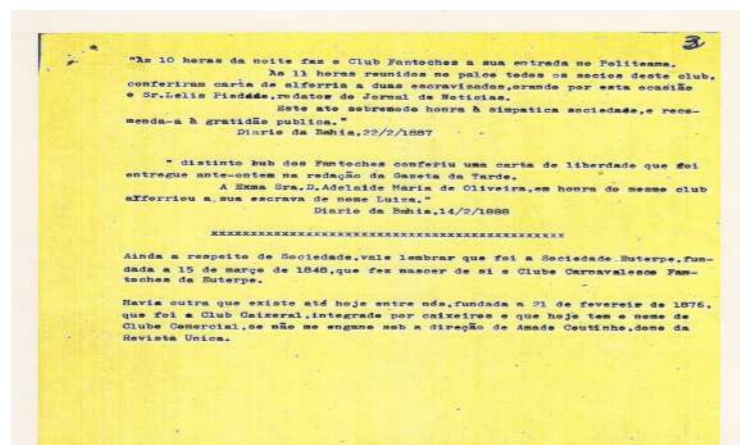 3
"Às 10 horas da noite faz o Club Fantoches a sua entrada no Politeama.
Às 11 horas reunidos no palco todos os socios deste club,
conferiram carta de alforria a duas escravizadas,orando por esta ocasião
o Sr.Lelis Piedade,redator do Jornal de Noticias.
Este ato sobremodo honra à simpatica sociedade,e reco-
menda-a à gratidão publica."
Diario da Bahia,22/2/1887
" distinto hub dos Fantoches conferiu uma carta de liberdade que foi
entregue ante-ontem na redação da Gazeta da Tarde.
A Exma Sra,D.Adelaide Maria de Oliveira,em honra do mesmo club
alforriou a sua escrava de nome Luiza."
Diario da Bahia,14/2/1888
xxxxxxxxxxxxxxxxxxxxxxxxxxxxxxxxxxxxxxxxxxx
Ainda a respeito de Sociedade,vale lembrar que foi a Sociedade Euterpe,fun-
dada a 15 de março de 1848,que fez nascer de si o Clube Carnavalesco Fan-
toches da Euterpe.
Havia outra que existe até hoje entre nós,fundada a 21 de fevereir de 1876,
que foi a Club Caixeral,integrada por caixeiros e que hoje tem o nome de
Clube Comercial,se não me engano sob a direção de Amado Coutinho,dono da
Revista Unica.